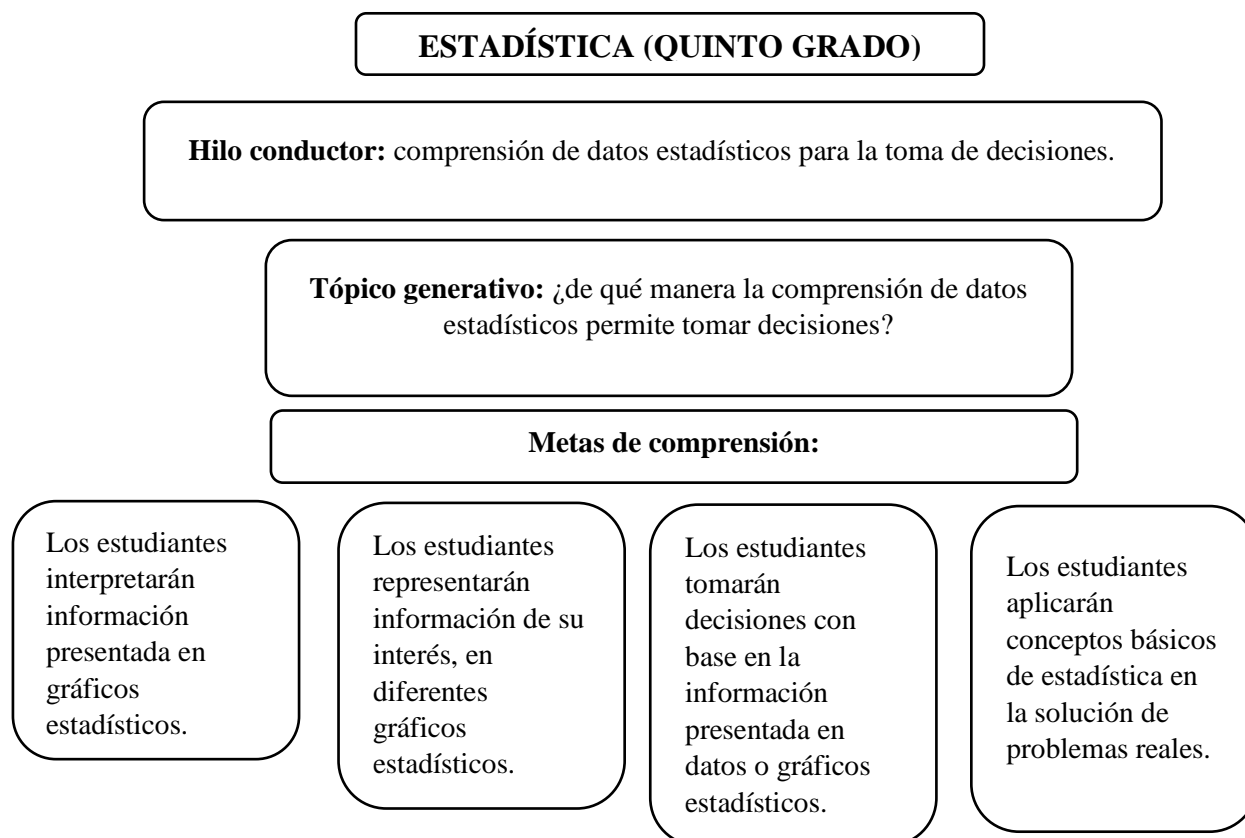 ESTADÍSTICA (QUINTO GRADO)
Hilo conductor: comprensión de datos estadísticos para la toma de decisiones.
Tópico generativo: ¿de qué manera la comprensión de datos
estadísticos permite tomar decisiones?
Metas de comprensión:
Los estudiantes
interpretarán
información
presentada en
gráficos
estadísticos.
Los estudiantes
representarán
información de su
interés, en
diferentes
gráficos
estadísticos.
Los estudiantes
tomarán
decisiones con
base en la
información
presentada en
datos o gráficos
estadísticos.
Los estudiantes
aplicarán
conceptos básicos
de estadística en
la solución de
problemas reales.